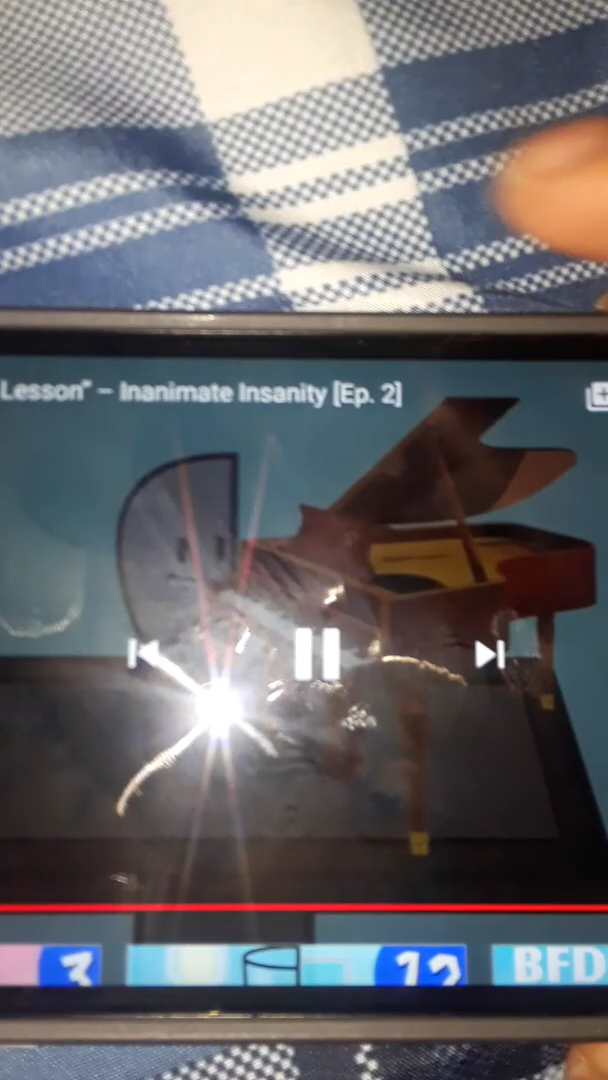 Lesson" – Inanimate Insanity [Ep. 2]
3 12 BFD